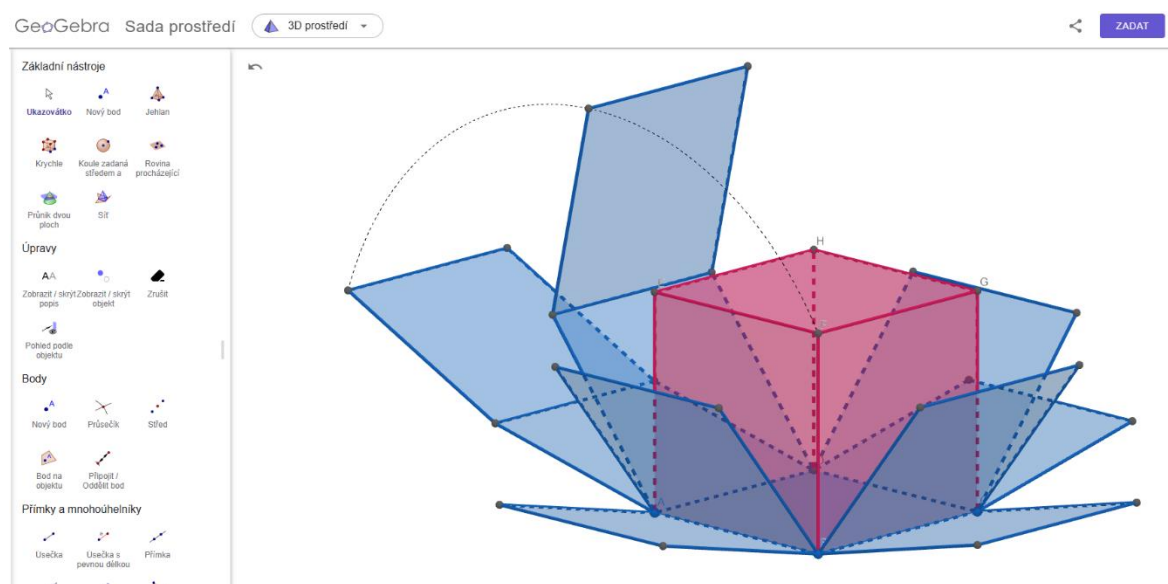 GeoGebra Sada prostředí 3D prostředí ZADAT
Základní nástroje
Ukazovátko Nový bod Jehlan
Krychle Koule zadaná středem a Rovina procházející
Průnik dvou ploch Síť
Úpravy
AA
Zobrazit / skrýt popis Zobrazit / skrýt objekt Zrušit
Pohled podle objektu
Body
Nový bod Průsečík Střed
Bod na objektu Připojit / Oddělit bod
Přímky a mnohoúhelníky
Úsečka Úsečka s pevnou délkou Přímka
H
G
A